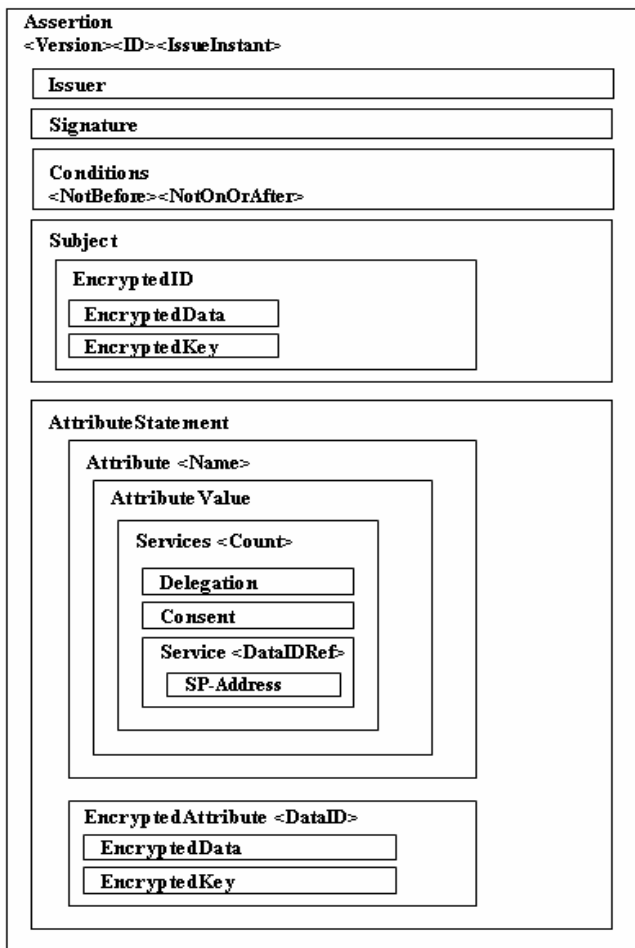 Assertion
<Version><ID><IssueInstant>
Issuer
Signature
Conditions
<NotBefore><NotOnOrAfter>
Subject
EncryptedID
EncryptedData
EncryptedKey
AttributeStatement
Attribute <Name>
AttributeValue
Services <Count>
Delegation
Consent
Service <DataIDRef>
SP-Address
EncryptedAttribute <DataID>
EncryptedData
EncryptedKey